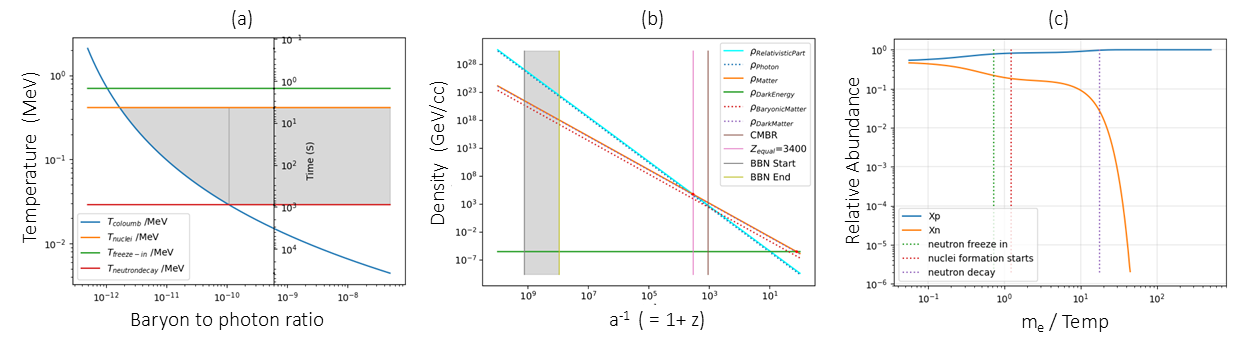 (a)
Temperature (MeV)
10⁰
10⁻¹
10⁻²
10⁻¹
10⁰
10¹
10²
10³
10⁴
Time (S)
T_coloumb /MeV
T_nuclei /MeV
T_freeze-in /MeV
T_neutrondecay /MeV
10⁻¹² 10⁻¹¹ 10⁻¹⁰ 10⁻⁹ 10⁻⁸
Baryon to photon ratio
(b)
Density (GeV/cc)
10²⁸
10²³
10¹⁸
10¹³
10⁸
10³
10⁻²
10⁻⁷
ρ_RelativisticPart
ρ_Photon
ρ_Matter
ρ_DarkEnergy
ρ_BaryonicMatter
ρ_DarkMatter
CMBR
Z_equal=3400
BBN Start
BBN End
10⁹ 10⁷ 10⁵ 10³ 10¹
a⁻¹ ( = 1+ z)
(c)
Relative Abundance
10⁰
10⁻¹
10⁻²
10⁻³
10⁻⁴
10⁻⁵
10⁻⁶
Xp
Xn
neutron freeze in
nuclei formation starts
neutron decay
10⁻¹ 10⁰ 10¹ 10²
m_e / Temp